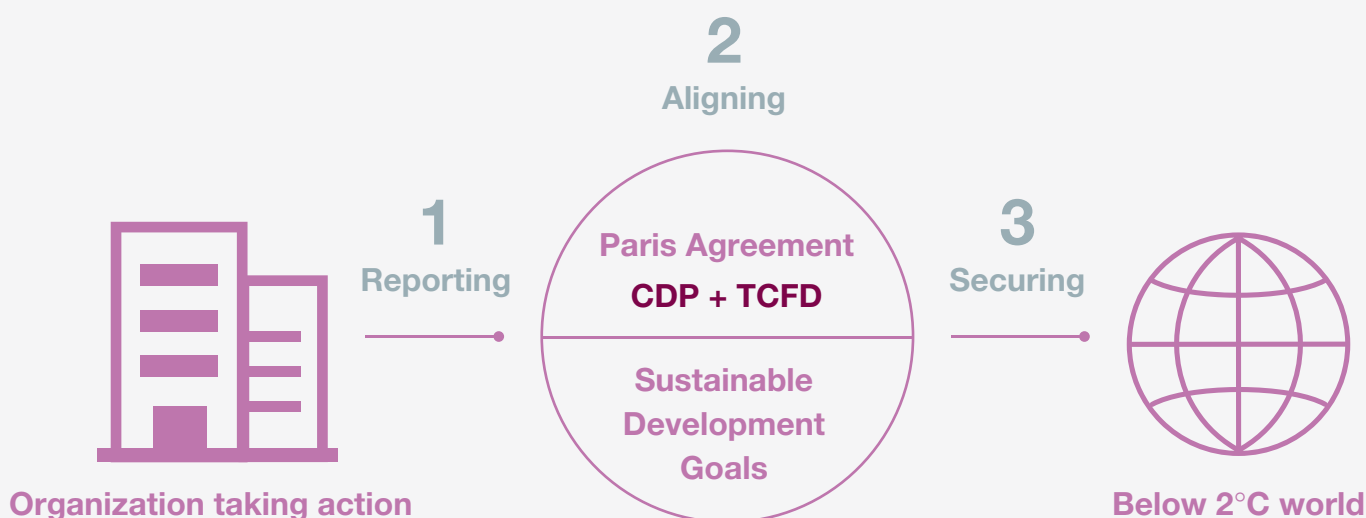 2
Aligning
1
Reporting
Paris Agreement
CDP + TCFD
Sustainable
Development
Goals
3
Securing
Organization taking action
Below 2°C world